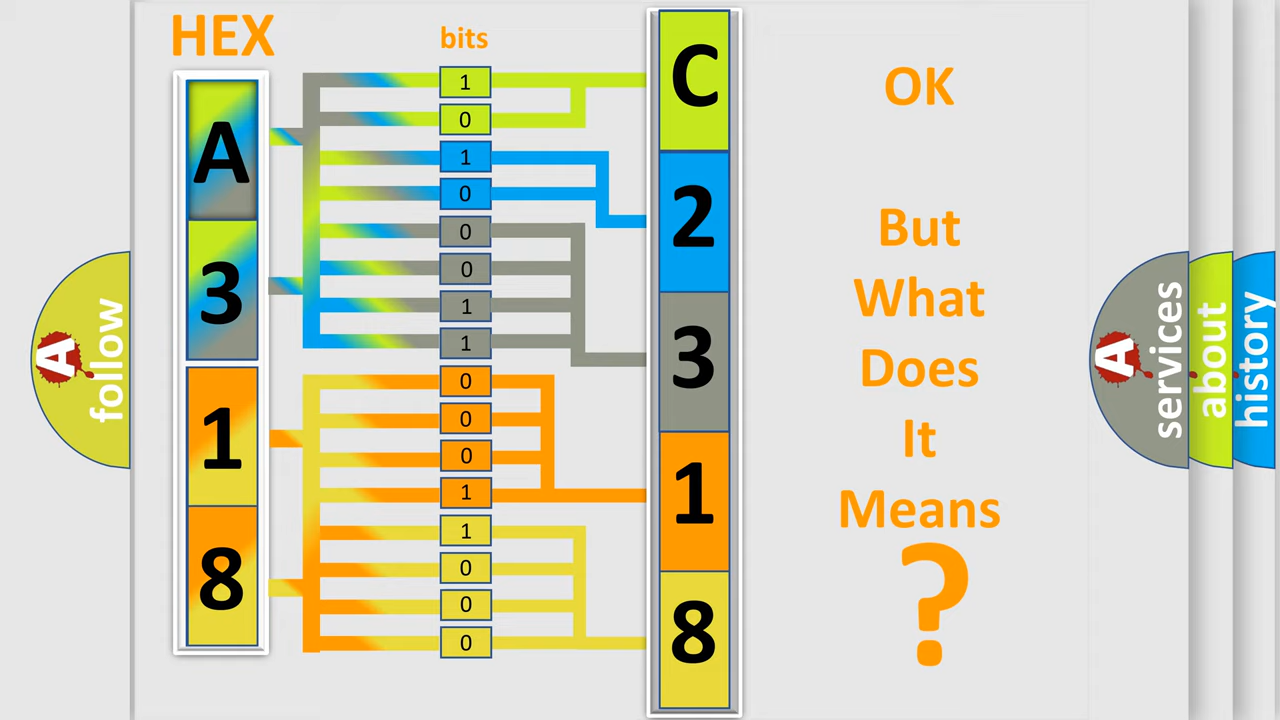 HEX
bits
A
3
1
8
1
0
1
0
0
0
1
1
0
0
0
1
1
0
0
0
C
2
3
1
8
OK
But
What
Does
It
Means
?
A
follow
A
services
about
history